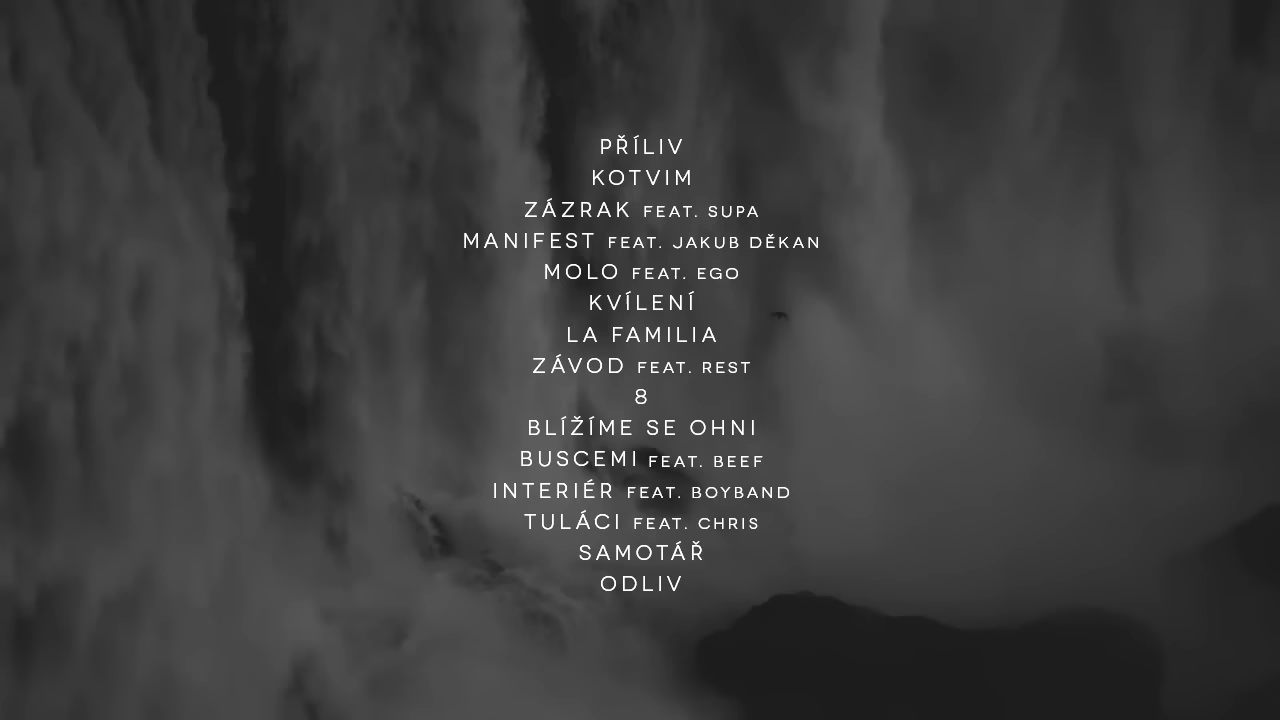 PŘÍLIV
KOTVIM
ZÁZRAK FEAT. SUPA
MANIFEST FEAT. JAKUB DĚKAN
MOLO FEAT. EGO
KVÍLENÍ
LA FAMILIA
ZÁVOD FEAT. REST
8
BLÍŽÍME SE OHNI
BUSCEMI FEAT. BEEF
INTERIÉR FEAT. BOYBAND
TULÁCI FEAT. CHRIS
SAMOTÁŘ
ODLIV